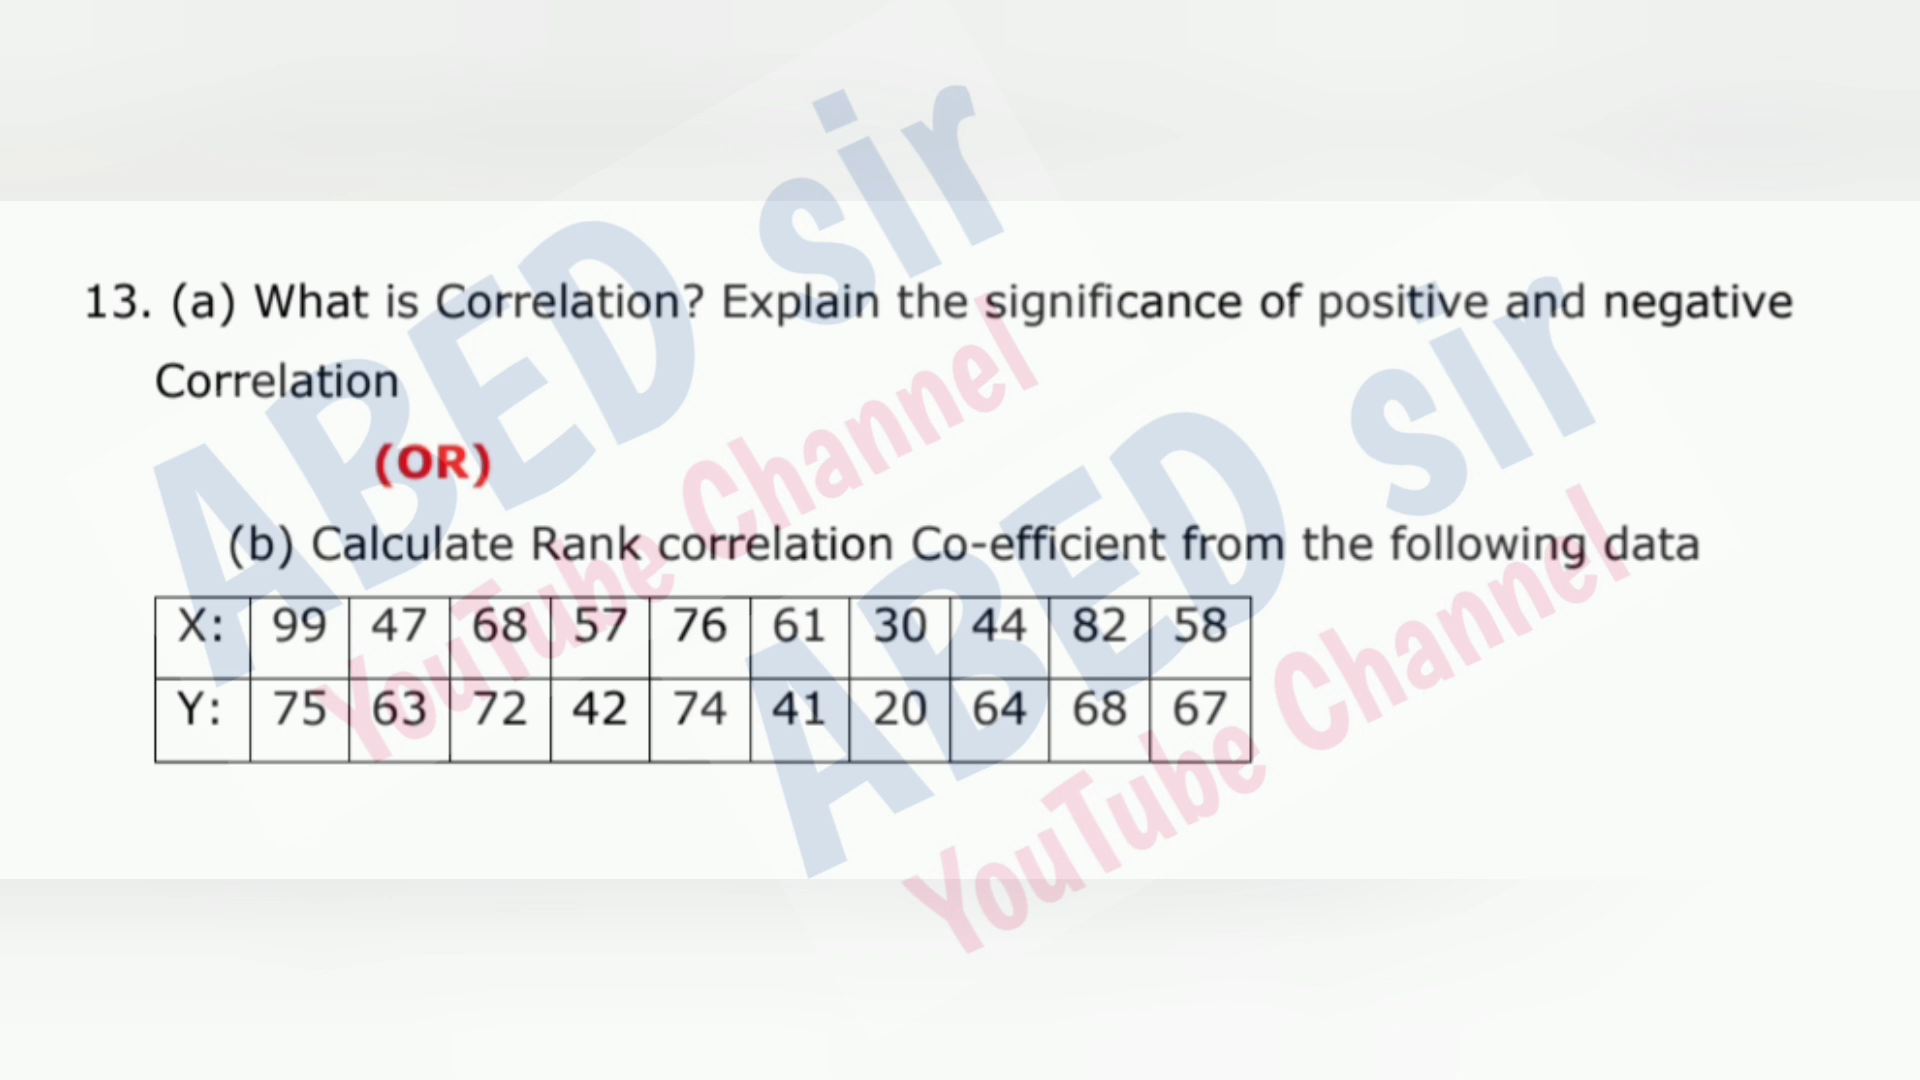 13. (a) What is Correlation? Explain the significance of positive and negative
Correlation
(OR)
(b) Calculate Rank correlation Co-efficient from the following data
X: 99 47 68 57 76 61 30 44 82 58
Y: 75 63 72 42 74 41 20 64 68 67
ABED sir
YouTube Channel
ABED sir
YouTube Channel